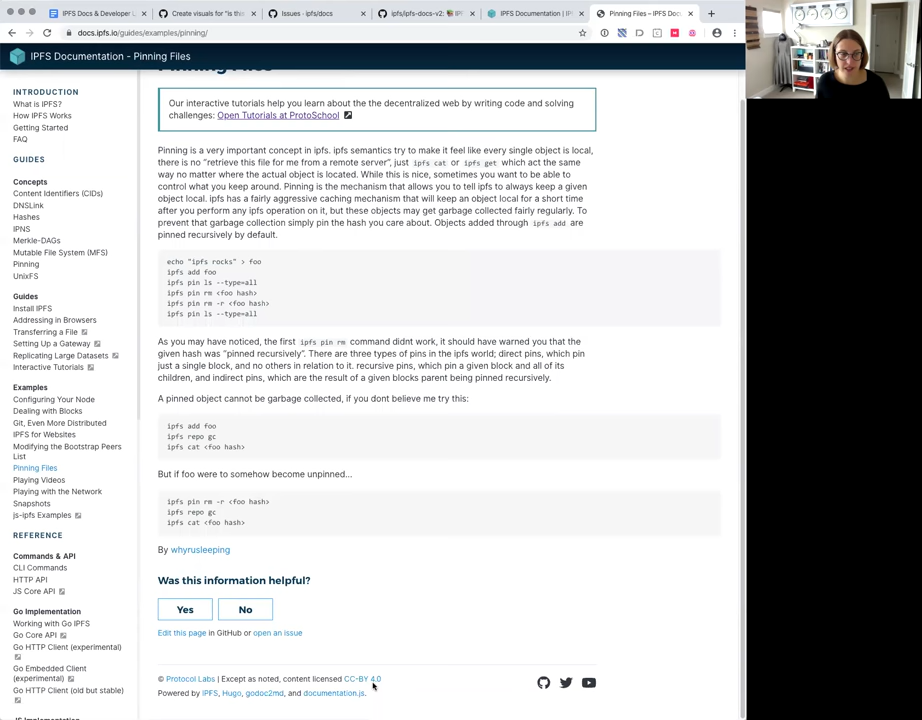 IPFS Docs & Developer L
Create visuals for "is thi
Issues · ipfs/docs
ipfs/ipfs-docs-v2: 📚 IPF
IPFS Documentation | IP
Pinning Files – IPFS Doc
docs.ipfs.io/guides/examples/pinning/
IPFS Documentation - Pinning Files
INTRODUCTION
What is IPFS?
How IPFS Works
Getting Started
FAQ
GUIDES
Concepts
Content Identifiers (CIDs)
DNSLink
Hashes
IPNS
Merkle-DAGs
Mutable File System (MFS)
Pinning
UnixFS
Guides
Install IPFS
Addressing in Browsers
Transferring a File
Setting Up a Gateway
Replicating Large Datasets
Interactive Tutorials
Examples
Configuring Your Node
Dealing with Blocks
Git, Even More Distributed
IPFS for Websites
Modifying the Bootstrap Peers
List
Pinning Files
Playing Videos
Playing with the Network
Snapshots
js-ipfs Examples
REFERENCE
Commands & API
CLI Commands
HTTP API
JS Core API
Go Implementation
Working with Go IPFS
Go Core API
Go HTTP Client (experimental)
Go Embedded Client
(experimental)
Go HTTP Client (old but stable)
JS Implementation
Pinning Files
Our interactive tutorials help you learn about the the decentralized web by writing code and solving
challenges: Open Tutorials at ProtoSchool
Pinning is a very important concept in ipfs. ipfs semantics try to make it feel like every single object is local,
there is no "retrieve this file for me from a remote server", just ipfs cat or ipfs get which act the same
way no matter where the actual object is located. While this is nice, sometimes you want to be able to
control what you keep around. Pinning is the mechanism that allows you to tell ipfs to always keep a given
object local. ipfs has a fairly aggressive caching mechanism that will keep an object local for a short time
after you perform any ipfs operation on it, but these objects may get garbage collected fairly regularly. To
prevent that garbage collection simply pin the hash you care about. Objects added through ipfs add are
pinned recursively by default.
echo "ipfs rocks" > foo
ipfs add foo
ipfs pin ls --type=all
ipfs pin rm <foo hash>
ipfs pin rm -r <foo hash>
ipfs pin ls --type=all
As you may have noticed, the first ipfs pin rm command didnt work, it should have warned you that the
given hash was "pinned recursively". There are three types of pins in the ipfs world; direct pins, which pin
just a single block, and no others in relation to it. recursive pins, which pin a given block and all of its
children, and indirect pins, which are the result of a given blocks parent being pinned recursively.
A pinned object cannot be garbage collected, if you dont believe me try this:
ipfs add foo
ipfs repo gc
ipfs cat <foo hash>
But if foo were to somehow become unpinned...
ipfs pin rm -r <foo hash>
ipfs repo gc
ipfs cat <foo hash>
By whyrusleeping
Was this information helpful?
Yes
No
Edit this page in GitHub or open an issue
© Protocol Labs | Except as noted, content licensed CC-BY 4.0
Powered by IPFS, Hugo, godoc2md, and documentation.js.